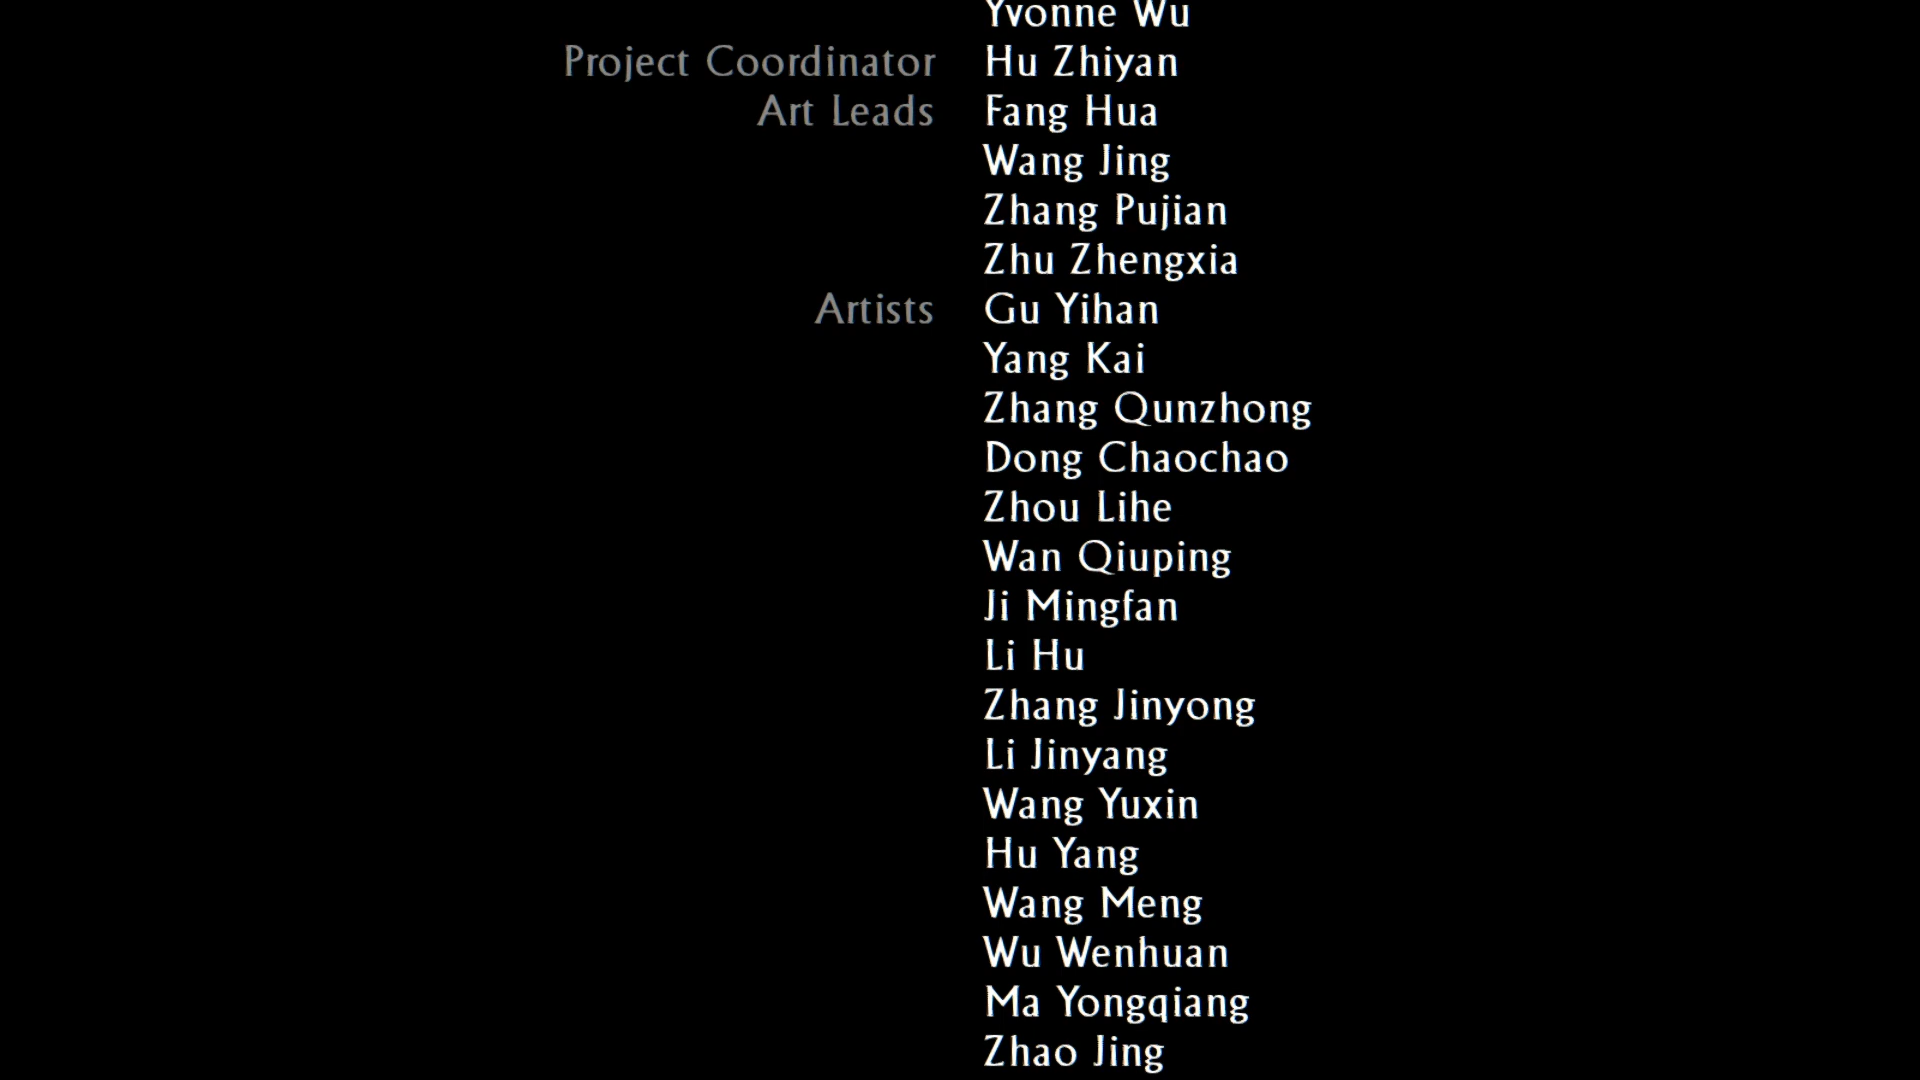 Yvonne Wu
Project Coordinator Hu Zhiyan
Art Leads Fang Hua
Wang Jing
Zhang Pujian
Zhu Zhengxia
Artists Gu Yihan
Yang Kai
Zhang Qunzhong
Dong Chaochao
Zhou Lihe
Wan Qiuping
Ji Mingfan
Li Hu
Zhang Jinyong
Li Jinyang
Wang Yuxin
Hu Yang
Wang Meng
Wu Wenhuan
Ma Yongqiang
Zhao Jing